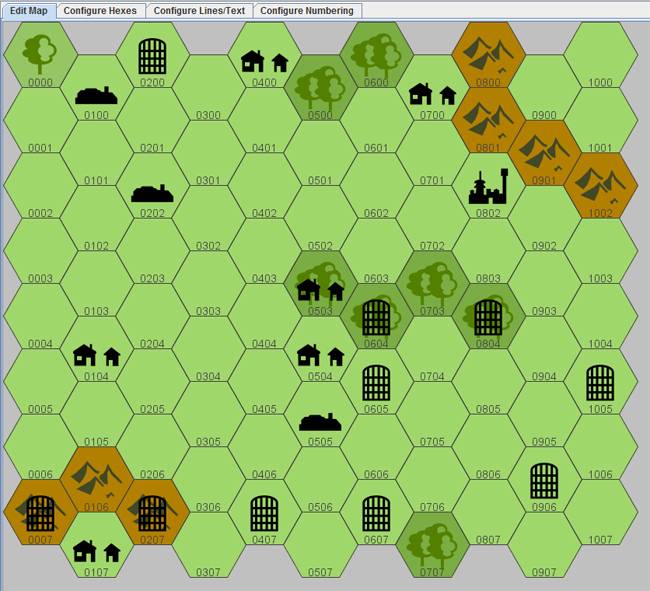 Edit Map Configure Hexes Configure Lines/Text Configure Numbering
0000 0200 0400 0600 0800 1000
0100 0300 0500 0700 0900
0001 0201 0401 0601 0801 1001
0101 0301 0501 0701 0901
0002 0202 0402 0602 0802 1002
0102 0302 0502 0702 0902
0003 0203 0403 0603 0803 1003
0103 0303 0503 0703 0903
0004 0204 0404 0604 0804 1004
0104 0304 0504 0704 0904
0005 0205 0405 0605 0805 1005
0105 0305 0505 0705 0905
0006 0206 0406 0606 0806 1006
0106 0306 0506 0706 0906
0007 0207 0407 0607 0807 1007
0107 0307 0507 0707 0907